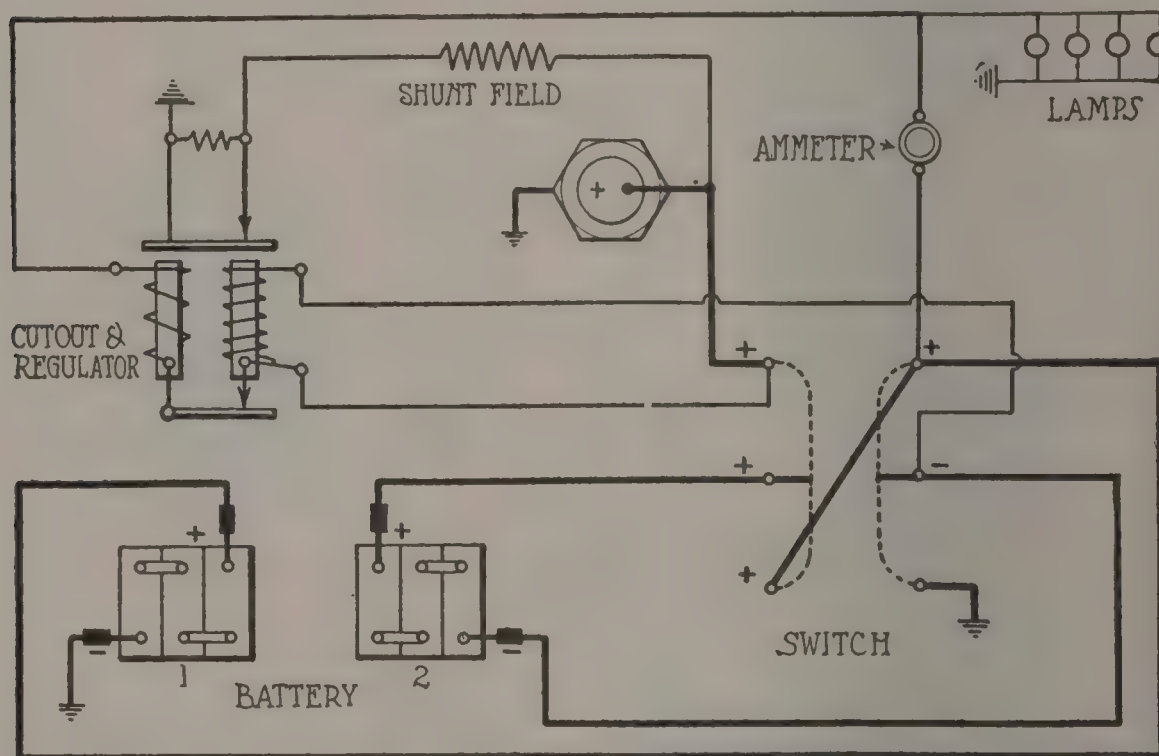 SHUNT FIELD
LAMPS
AMMETER
+
CUTOUT &
REGULATOR
+
+
+
-
+
+
+
-
-
SWITCH
1
2
BATTERY